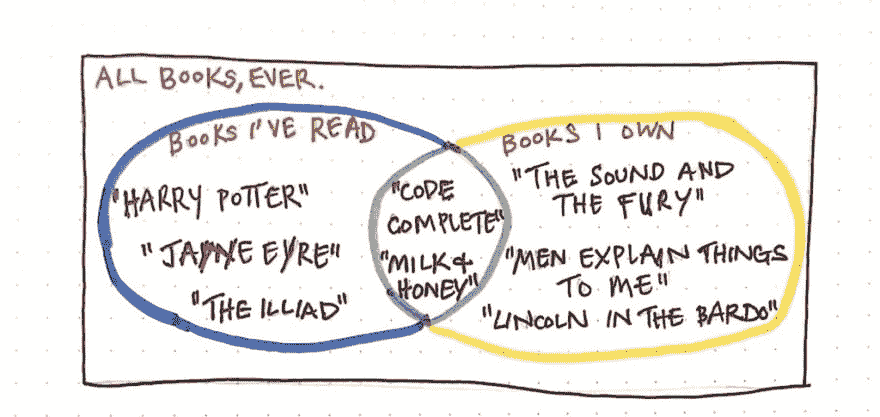 ALL BOOKS, EVER.
BOOKS I'VE READ
"HARRY POTTER"
"JAYNE EYRE"
"THE ILLIAD"
"CODE
COMPLETE"
"MILK &
HONEY"
BOOKS I OWN
"THE SOUND AND
THE FURY"
"MEN EXPLAIN THINGS
TO ME"
"LINCOLN IN THE BARDO"